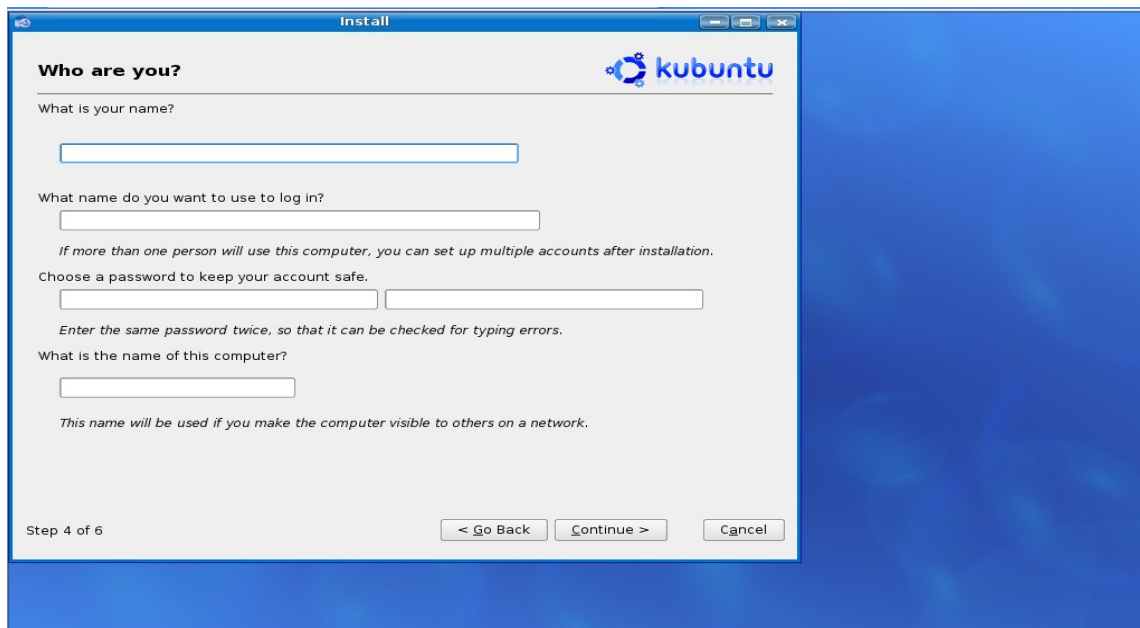 Install
Who are you?
kubuntu
What is your name?
What name do you want to use to log in?
If more than one person will use this computer, you can set up multiple accounts after installation.
Choose a password to keep your account safe.
Enter the same password twice, so that it can be checked for typing errors.
What is the name of this computer?
This name will be used if you make the computer visible to others on a network.
Step 4 of 6
< Go Back
Continue >
Cancel